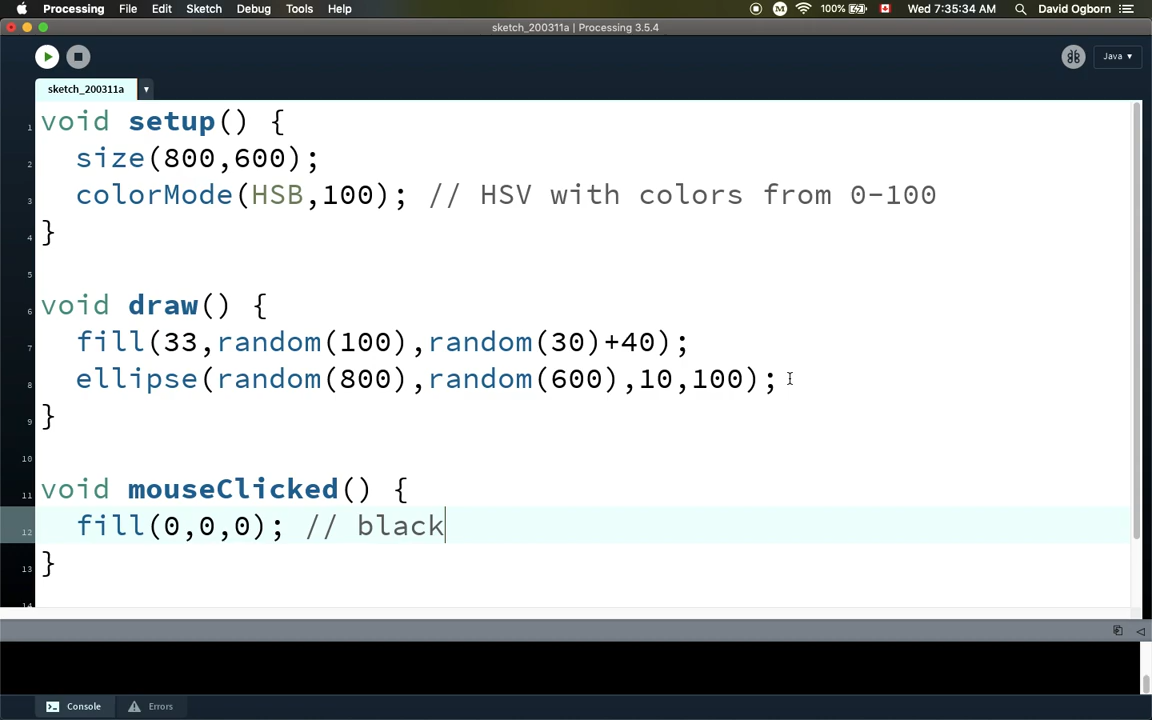 Processing File Edit Sketch Debug Tools Help 100% Wed 7:35:34 AM David Ogborn
sketch_200311a | Processing 3.5.4
Java ▾
sketch_200311a ▾
1 void setup() {
2 size(800,600);
3 colorMode(HSB,100); // HSV with colors from 0-100
4 }
5
6 void draw() {
7 fill(33,random(100),random(30)+40);
8 ellipse(random(800),random(600),10,100);
9 }
10
11 void mouseClicked() {
12 fill(0,0,0); // black
13 }
14
Console Errors